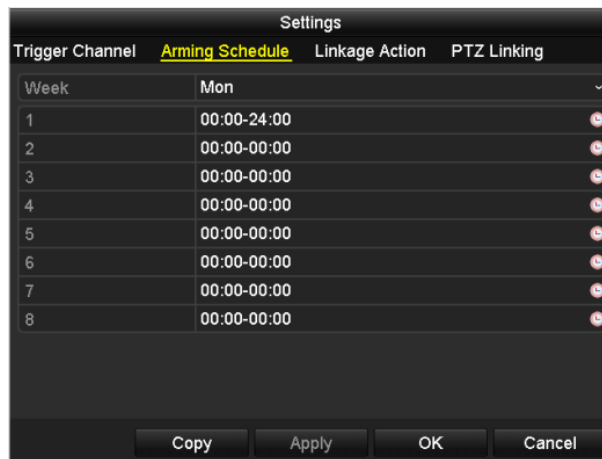 Settings
Trigger Channel Arming Schedule Linkage Action PTZ Linking
Week Mon
1 00:00-24:00
2 00:00-00:00
3 00:00-00:00
4 00:00-00:00
5 00:00-00:00
6 00:00-00:00
7 00:00-00:00
8 00:00-00:00
Copy Apply OK Cancel